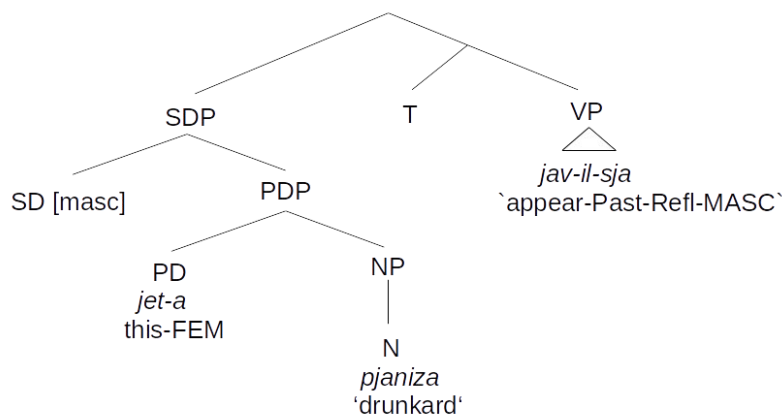 SDP
T
VP
jav-il-sja
`appear-Past-Refl-MASC`
SD [masc]
PDP
PD
jet-a
this-FEM
NP
N
pjaniza
‘drunkard‘